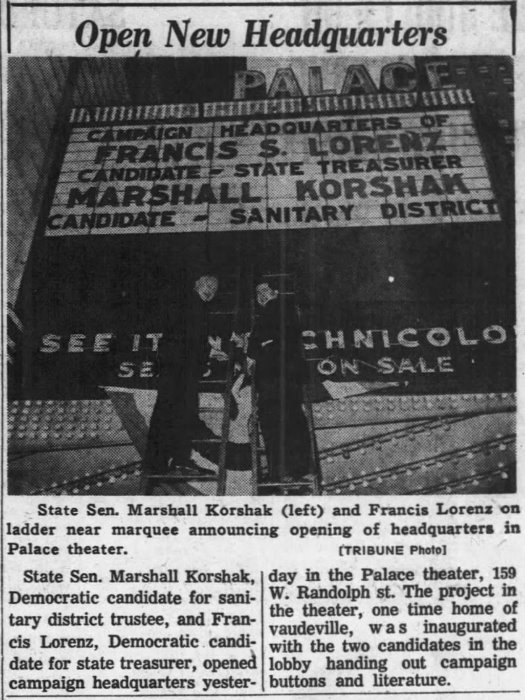 Open New Headquarters
PALACE
CAMPAIGN HEADQUARTERS OF
FRANCIS S. LORENZ
CANDIDATE - STATE TREASURER
MARSHALL KORSHAK
CANDIDATE - SANITARY DISTRICT
SEE IT IN CHNICOLO
SE ON SALE
State Sen. Marshall Korshak (left) and Francis Lorenz on
ladder near marquee announcing opening of headquarters in
Palace theater. [TRIBUNE Photo]
State Sen. Marshall Korshak,
Democratic candidate for sani-
tary district trustee, and Fran-
cis Lorenz, Democratic candi-
date for state treasurer, opened
campaign headquarters yester-
day in the Palace theater, 159
W. Randolph st. The project in
the theater, one time home of
vaudeville, was inaugurated
with the two candidates in the
lobby handing out campaign
buttons and literature.